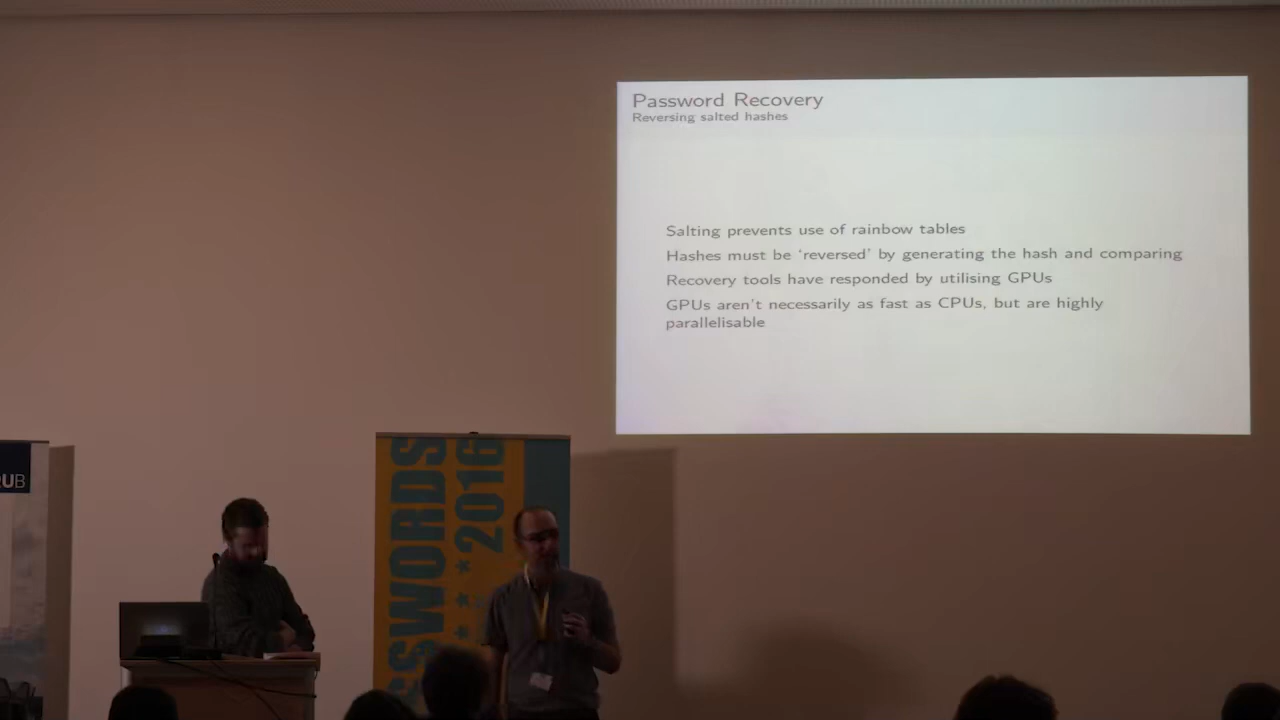 Password Recovery
Reversing salted hashes
Salting prevents use of rainbow tables
Hashes must be ‘reversed’ by generating the hash and comparing
Recovery tools have responded by utilising GPUs
GPUs aren't necessarily as fast as CPUs, but are highly
parallelisable
RUB
SSWORDS
2016